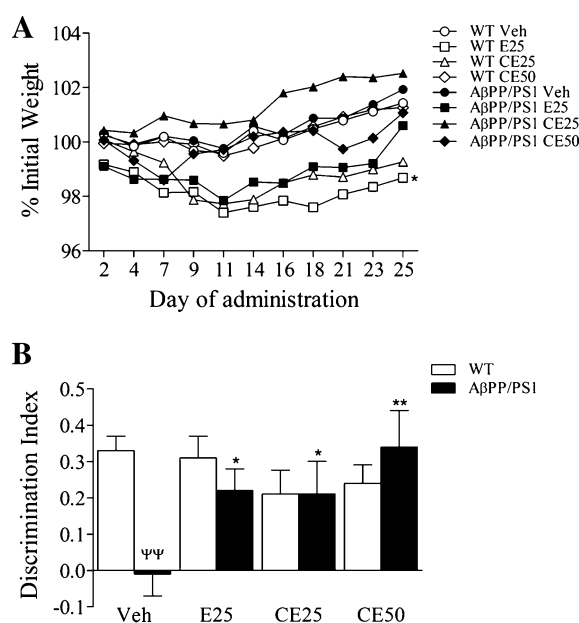 A
104
102
100
98
96
% Initial Weight
2 4 7 9 11 14 16 18 21 23 25
Day of administration
*
WT Veh
WT E25
WT CE25
WT CE50
AβPP/PS1 Veh
AβPP/PS1 E25
AβPP/PS1 CE25
AβPP/PS1 CE50
B
0.5
0.4
0.3
0.2
0.1
0.0
-0.1
Discrimination Index
ΨΨ
*
*
**
Veh E25 CE25 CE50
WT
AβPP/PS1